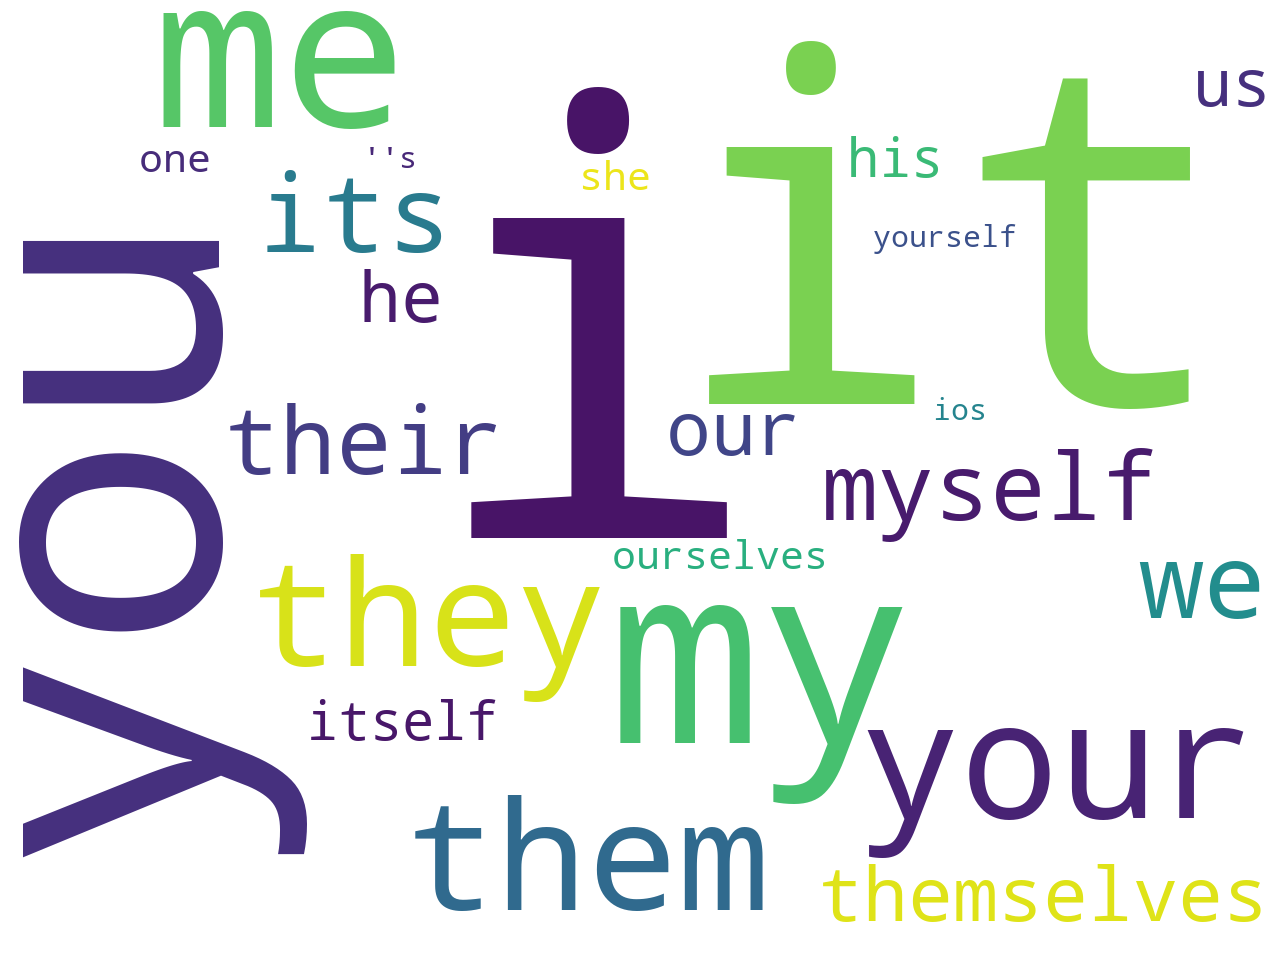 me
it
us
i
one
''s
his
she
its
yourself
you
he
their
our
ios
myself
ourselves
they
my
we
itself
your
them
themselves